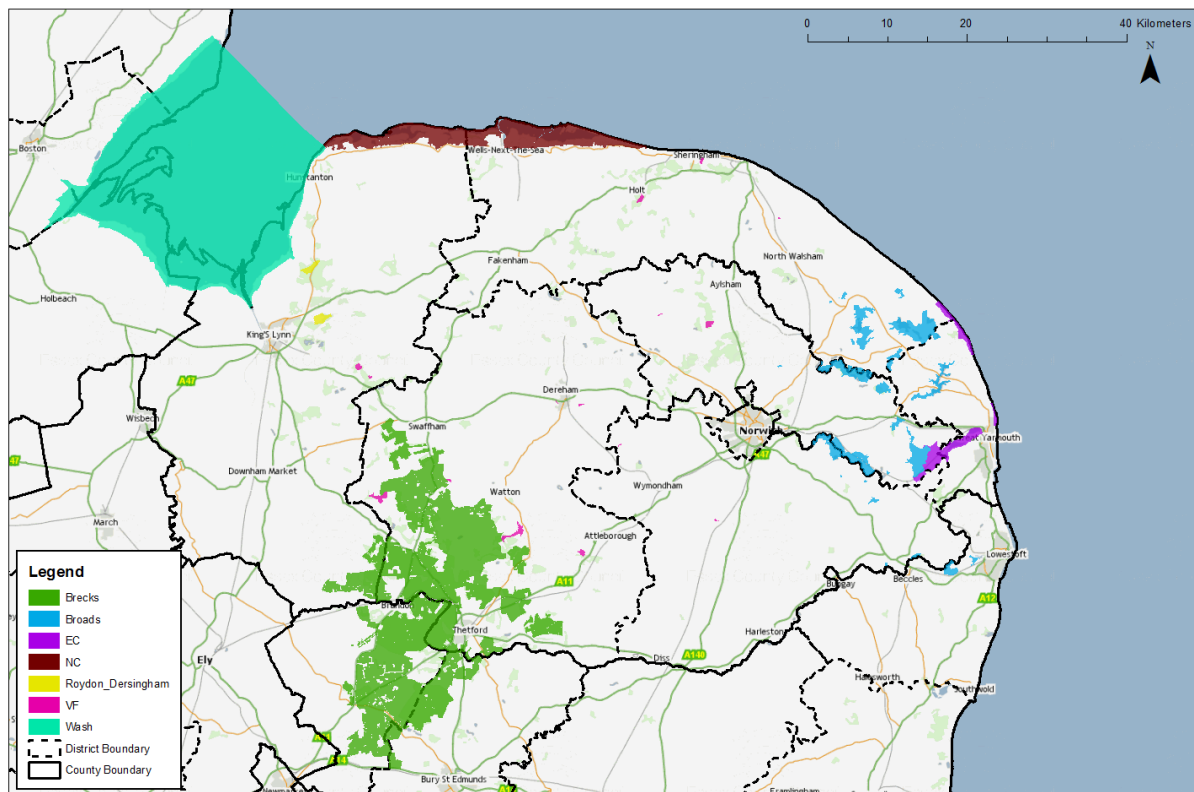 0 10 20 40 Kilometers
N
Boston
Wells-Next-The-Sea
Sheringham
Hunstanton
Holt
North Walsham
Fakenham
Aylsham
Holbeach
King'S Lynn
A47
Dereham
Wisbech
Swaffham
Norwich
Yarmouth
A47
47
Downham Market
Wymondham
Watton
March
Attleborough
Lowestoft
A11
Bungay
Beccles
A12
Brandon
Thetford
Harleston
Diss
A140
Ely
Halesworth
Southwold
Bury St Edmunds
Framlingham
Legend
Brecks
Broads
EC
NC
Roydon_Dersingham
VF
Wash
District Boundary
County Boundary